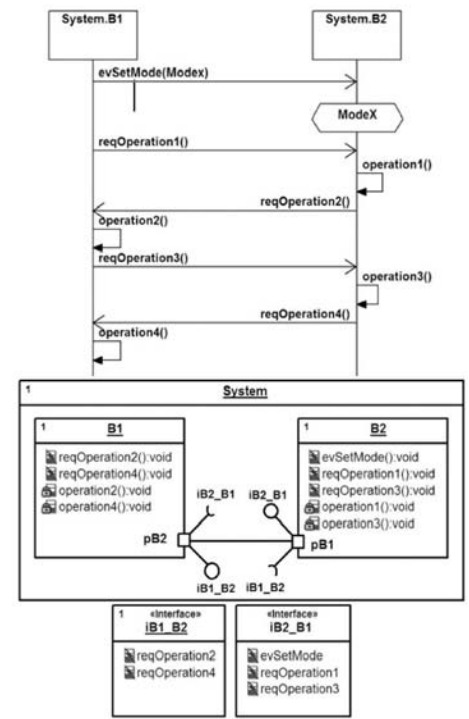 System.B1
System.B2
evSetMode(Modex)
ModeX
reqOperation1()
operation1()
reqOperation2()
operation2()
reqOperation3()
operation3()
reqOperation4()
operation4()
1
System
1
B1
reqOperation2():void
reqOperation4():void
operation2():void
operation4():void
1
B2
evSetMode():void
reqOperation1():void
reqOperation3():void
operation1():void
operation3():void
iB2_B1
iB2_B1
pB2
pB1
iB1_B2
iB1_B2
1
«Interface»
iB1_B2
reqOperation2
reqOperation4
«Interface»
iB2_B1
evSetMode
reqOperation1
reqOperation3